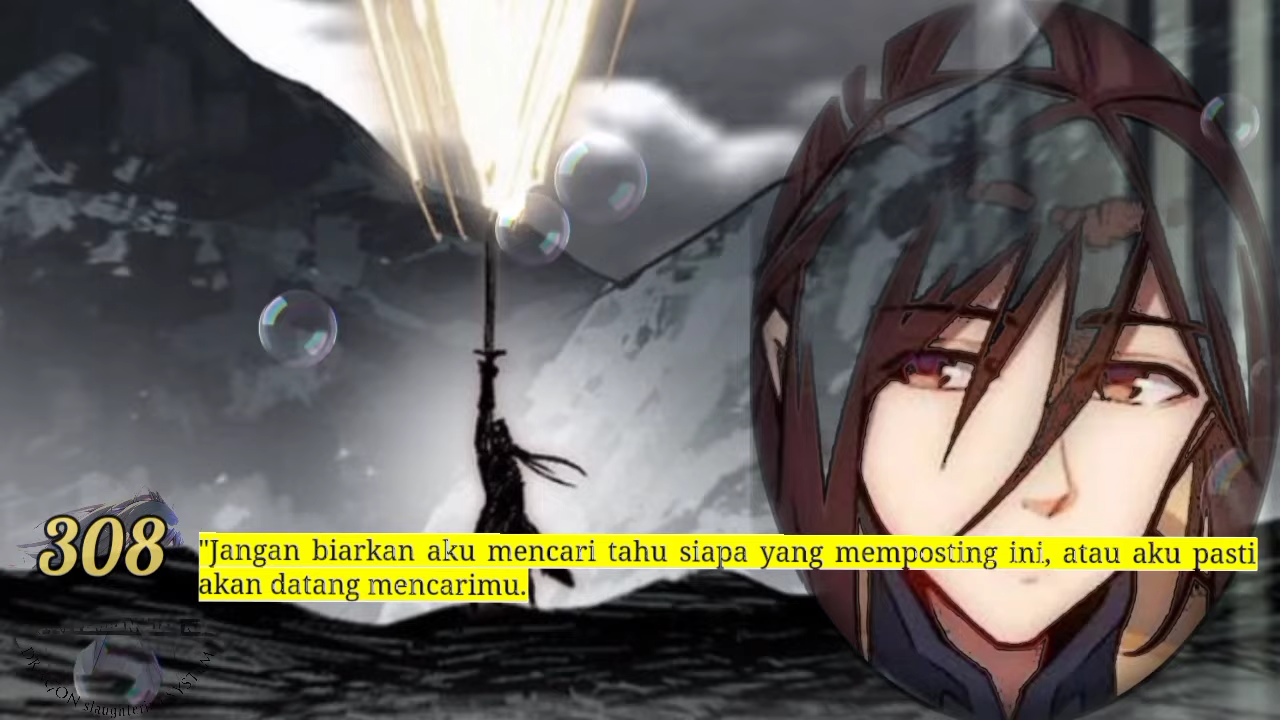 308
"Jangan biarkan aku mencari tahu siapa yang memposting ini, atau aku pasti
akan datang mencarimu.